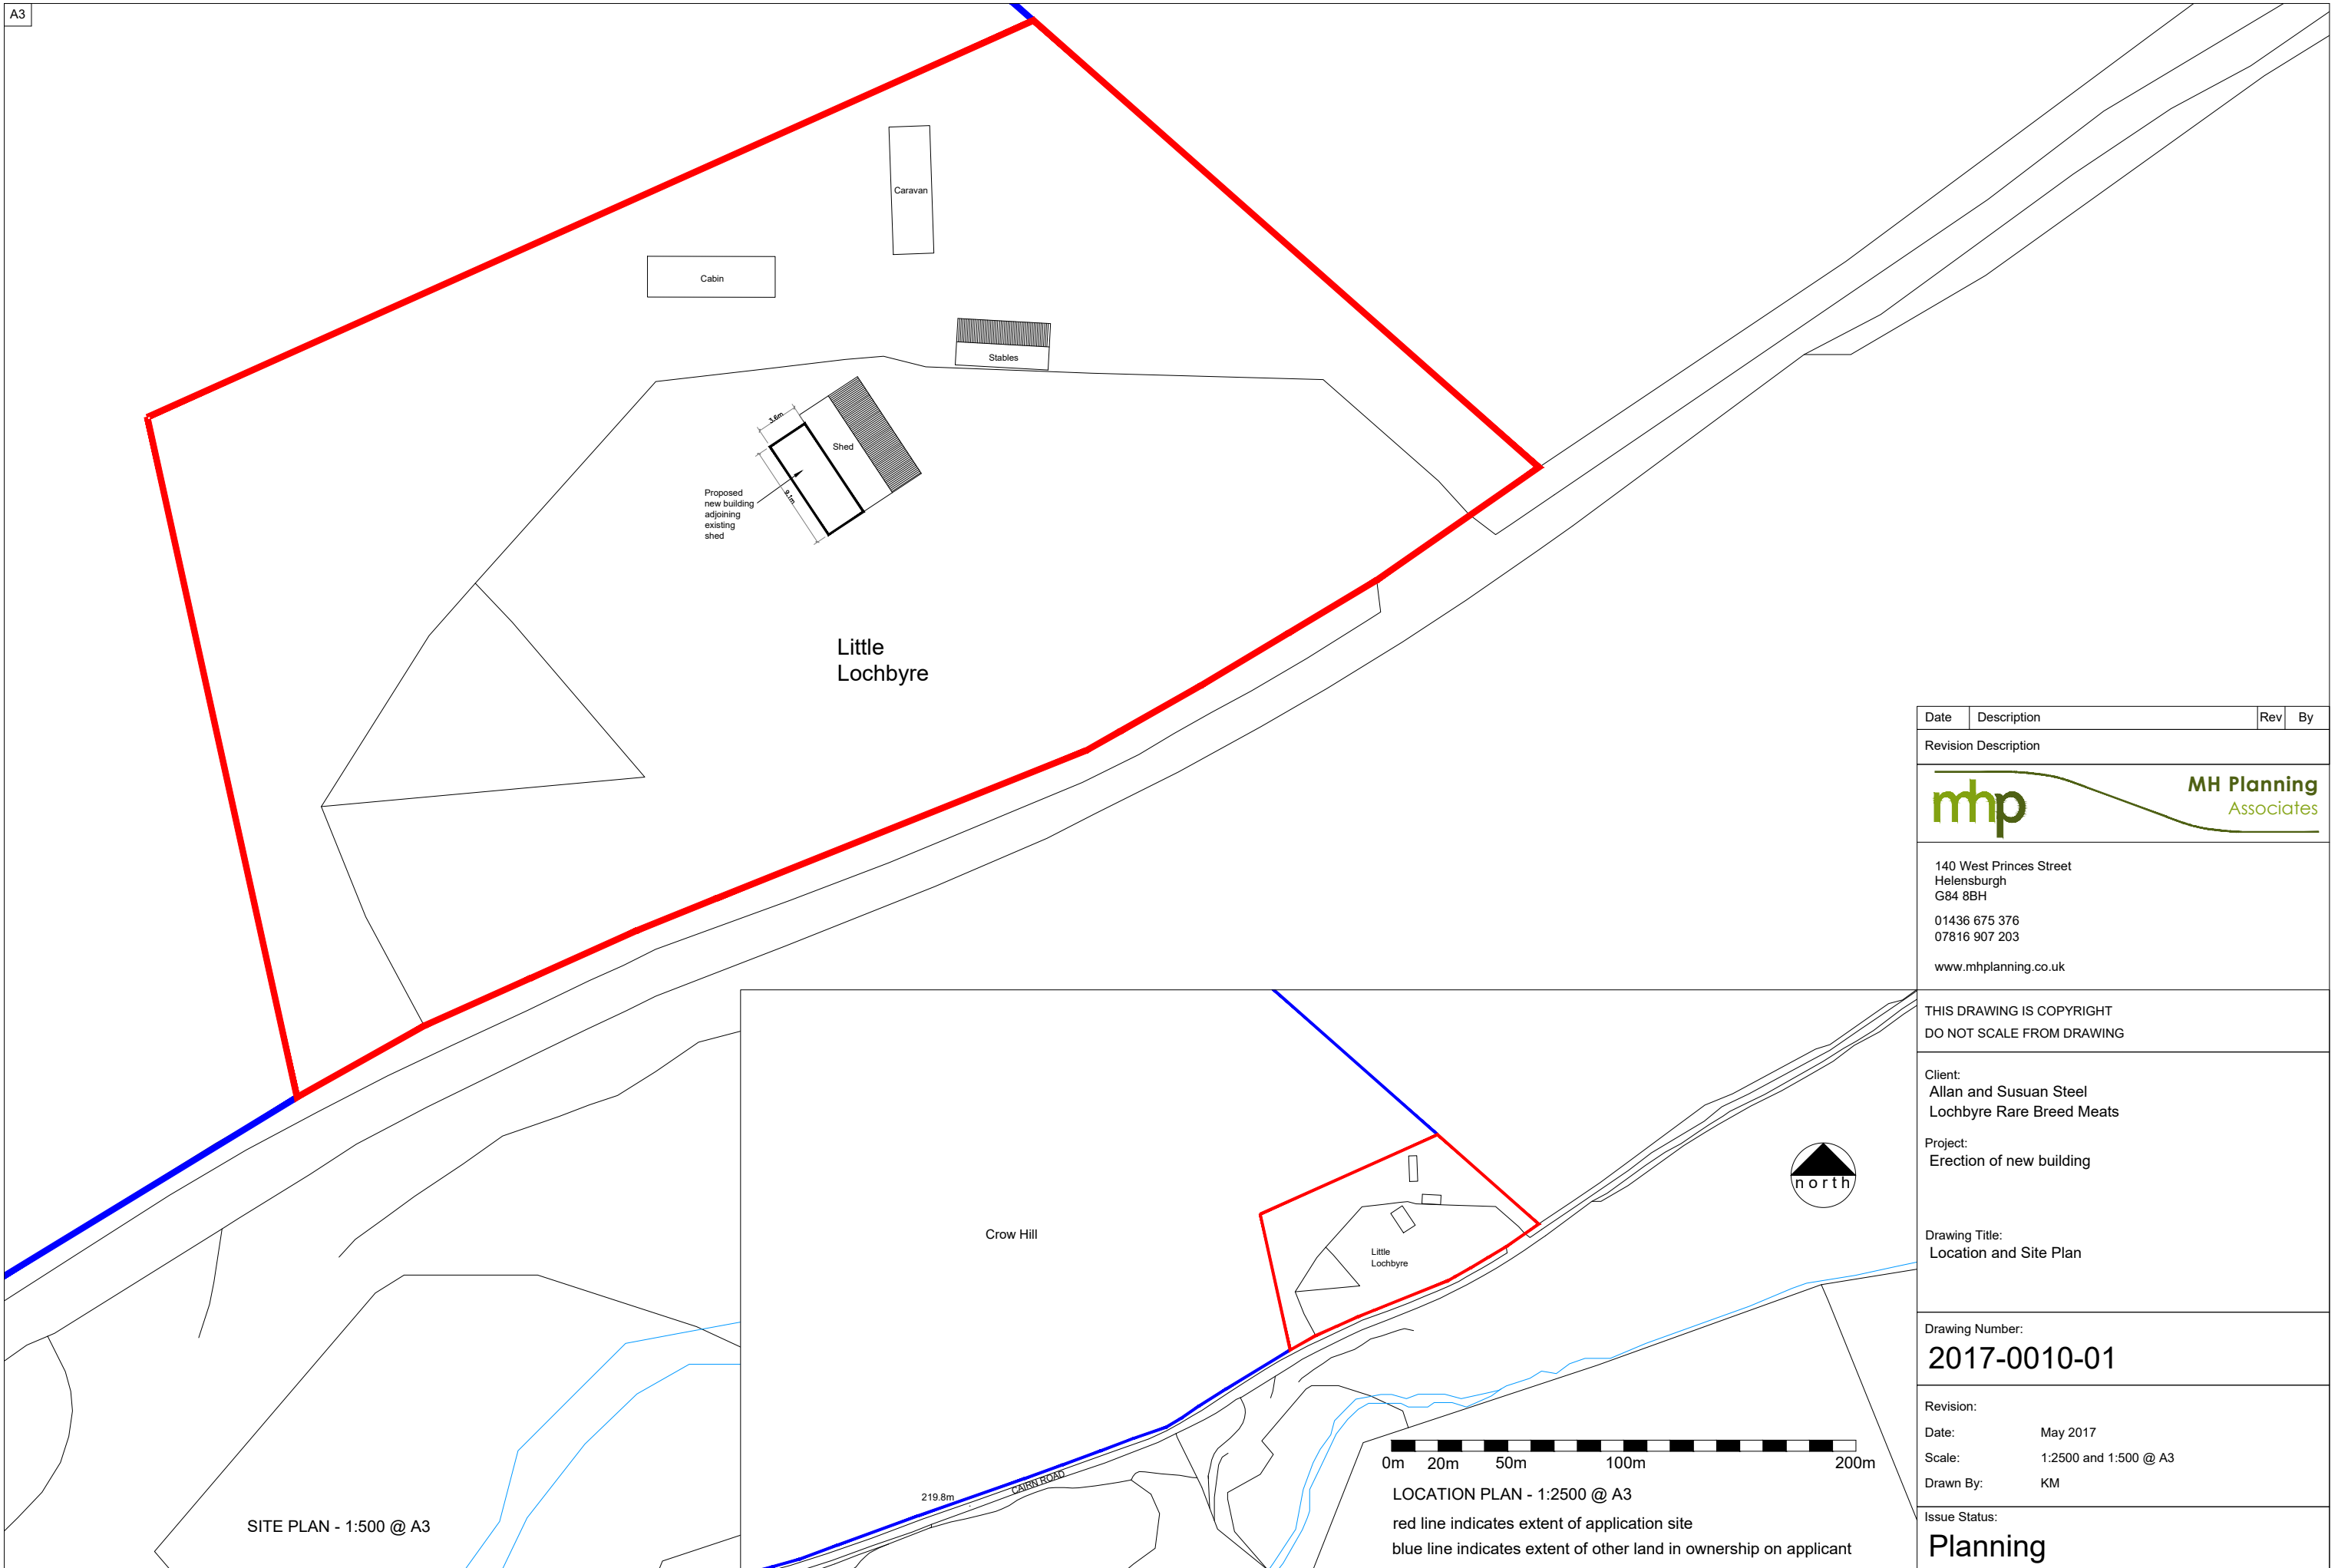 A3
Caravan
Cabin
Stables
3.6m
Shed
9.1m
Proposed
new building
adjoining
existing
shed
Little
Lochbyre
SITE PLAN - 1:500 @ A3
Crow Hill
Little
Lochbyre
CAIRN ROAD
219.8m
north
0m 20m 50m 100m 200m
LOCATION PLAN - 1:2500 @ A3
red line indicates extent of application site
blue line indicates extent of other land in ownership on applicant
Date Description Rev By
Revision Description
mhp
MH Planning
Associates
140 West Princes Street
Helensburgh
G84 8BH
01436 675 376
07816 907 203
www.mhplanning.co.uk
THIS DRAWING IS COPYRIGHT
DO NOT SCALE FROM DRAWING
Client:
Allan and Susuan Steel
Lochbyre Rare Breed Meats
Project:
Erection of new building
Drawing Title:
Location and Site Plan
Drawing Number:
2017-0010-01
Revision:
Date: May 2017
Scale: 1:2500 and 1:500 @ A3
Drawn By: KM
Issue Status:
Planning